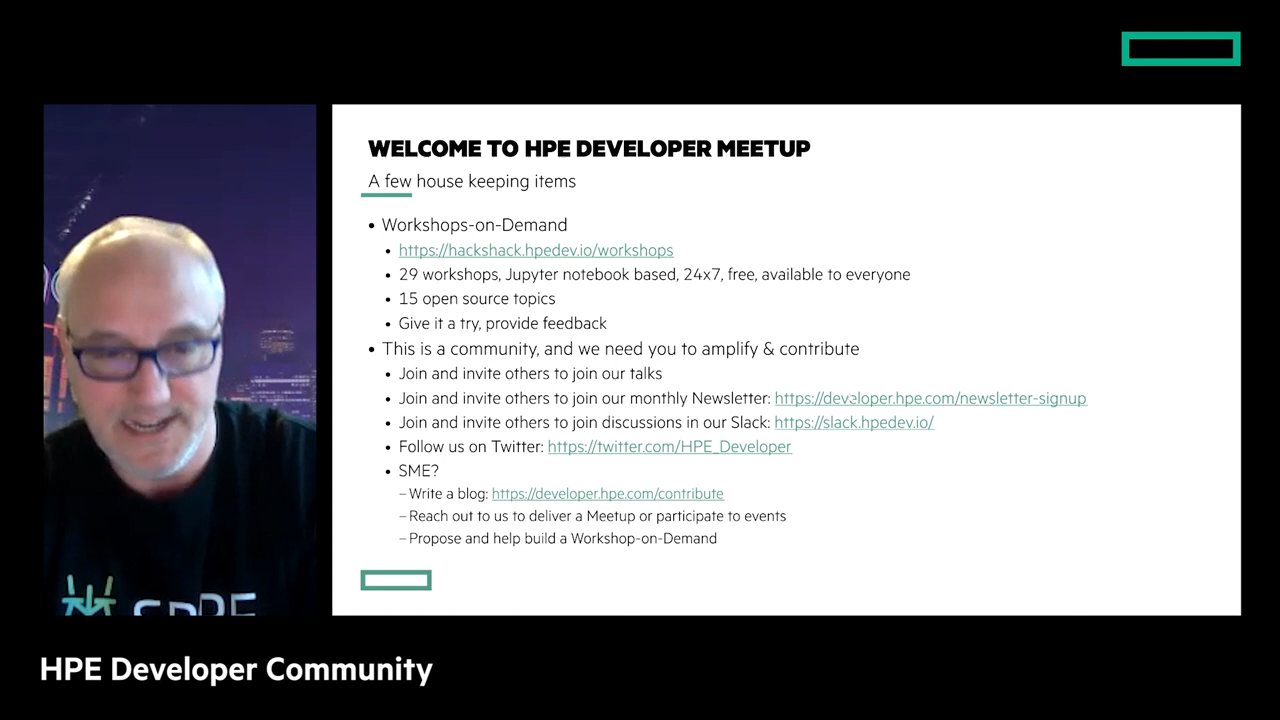 WELCOME TO HPE DEVELOPER MEETUP
A few house keeping items
• Workshops-on-Demand
• https://hackshack.hpedev.io/workshops
• 29 workshops, Jupyter notebook based, 24x7, free, available to everyone
• 15 open source topics
• Give it a try, provide feedback
• This is a community, and we need you to amplify & contribute
• Join and invite others to join our talks
• Join and invite others to join our monthly Newsletter: https://developer.hpe.com/newsletter-signup
• Join and invite others to join discussions in our Slack: https://slack.hpedev.io/
• Follow us on Twitter: https://twitter.com/HPE_Developer
• SME?
– Write a blog: https://developer.hpe.com/contribute
– Reach out to us to deliver a Meetup or participate to events
– Propose and help build a Workshop-on-Demand
HPE Developer Community